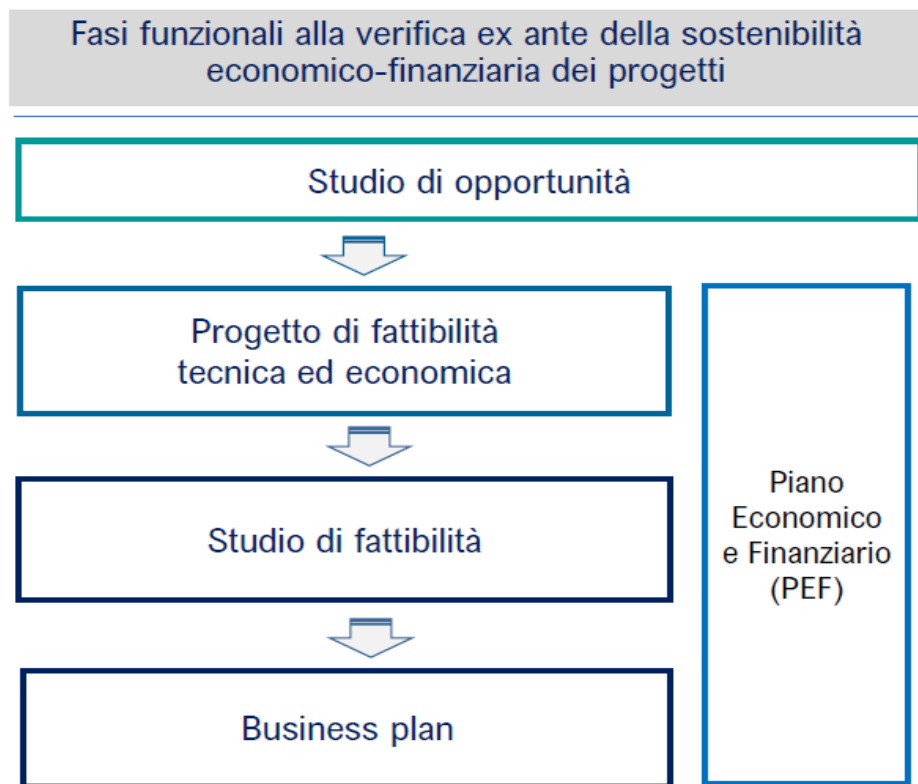 Fasi funzionali alla verifica ex ante della sostenibilità
economico-finanziaria dei progetti
Studio di opportunità
Progetto di fattibilità
tecnica ed economica
Studio di fattibilità
Business plan
Piano
Economico
e Finanziario
(PEF)